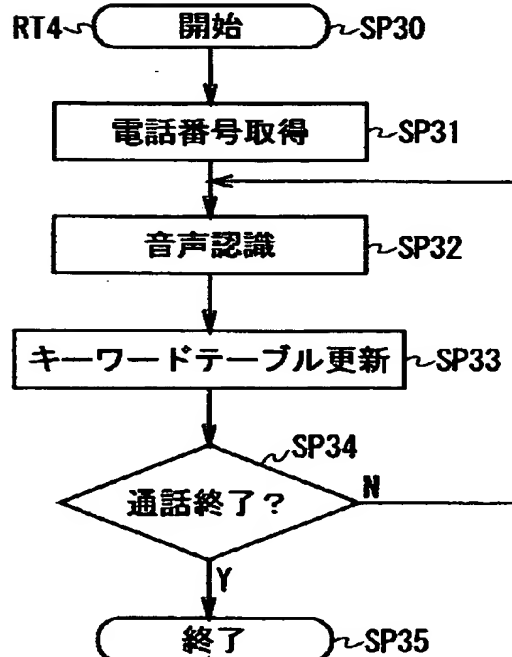 RT4 開始 SP30
電話番号取得 SP31
音声認識 SP32
キーワードテーブル更新 SP33
SP34
通話終了? N
Y
終了 SP35